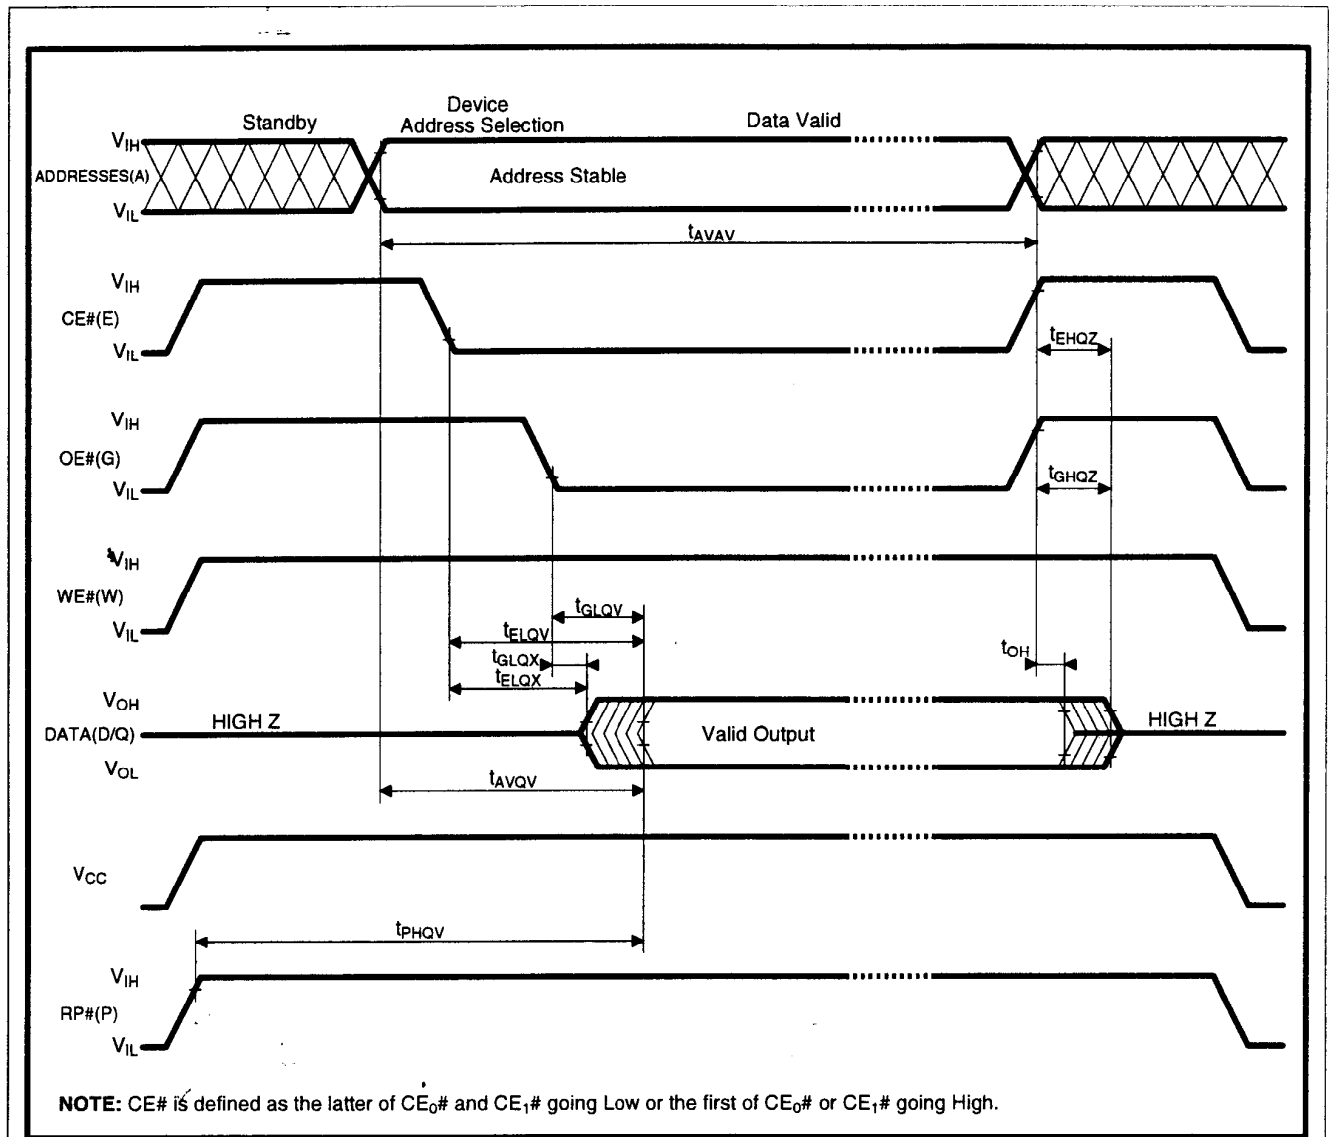 Standby
Device
Address Selection
Data Valid
VIH
ADDRESSES(A)
VIL
Address Stable
tAVAV
VIH
CE#(E)
VIL
tEHQZ
VIH
OE#(G)
VIL
tGHQZ
VIH
WE#(W)
VIL
tGLQV
tELQV
tGLQX
tELQX
tOH
VOH
DATA(D/Q)
VOL
HIGH Z
Valid Output
HIGH Z
tAVQV
VCC
tPHQV
VIH
RP#(P)
VIL
NOTE: CE# is defined as the latter of CE0# and CE1# going Low or the first of CE0# or CE1# going High.